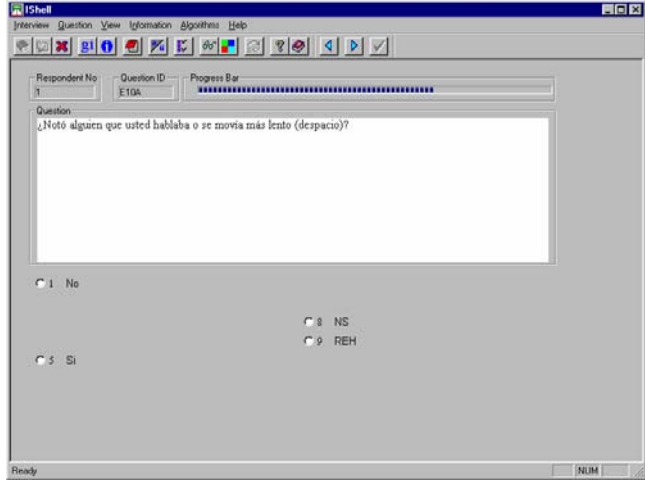 IShell
Interview Question View Information Algorithms Help
Respondent No
Question ID
Progress Bar
1
E10A
Question
¿Notó alguien que usted hablaba o se movía más lento (despacio)?
1 No
8 NS
9 REH
5 Si
Ready
NUM